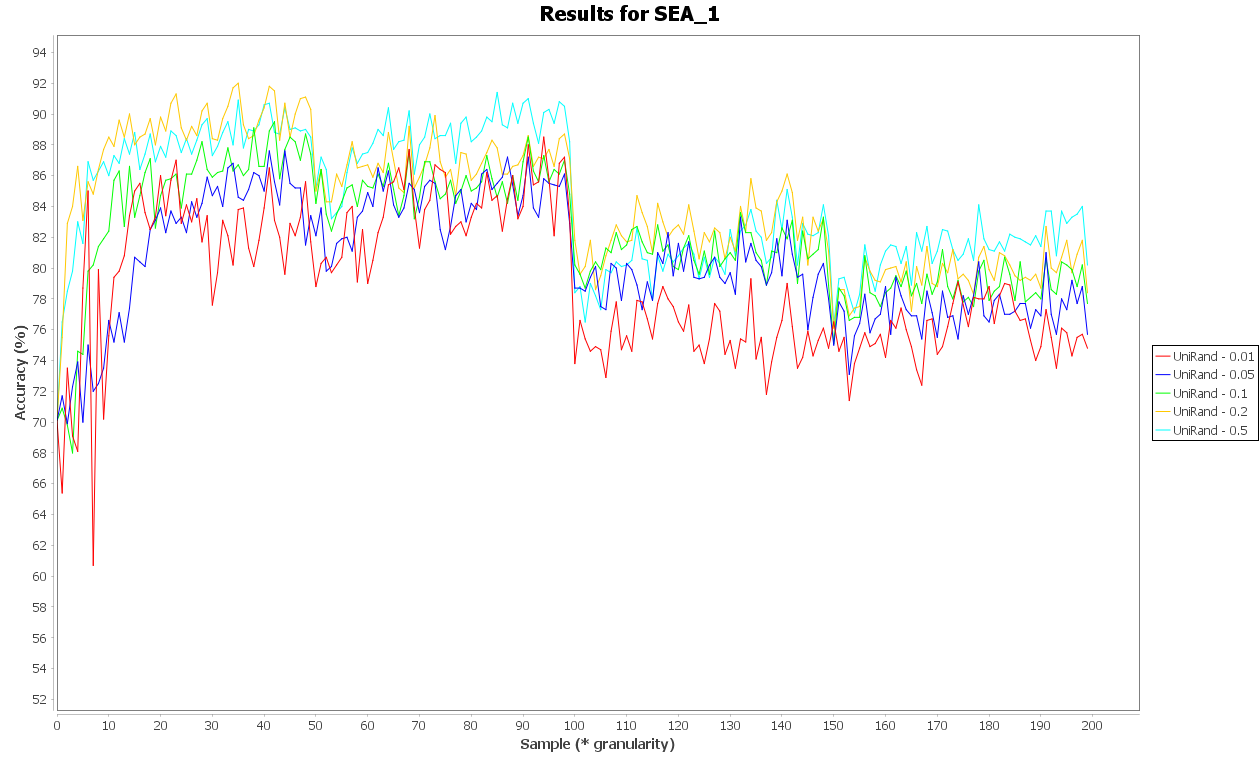 Results for SEA_1
94
92
90
88
86
84
82
80
78
76
74
72
70
68
66
64
62
60
58
56
54
52
Accuracy (%)
0 10 20 30 40 50 60 70 80 90 100 110 120 130 140 150 160 170 180 190 200
Sample (* granularity)
UniRand - 0.01
UniRand - 0.05
UniRand - 0.1
UniRand - 0.2
UniRand - 0.5